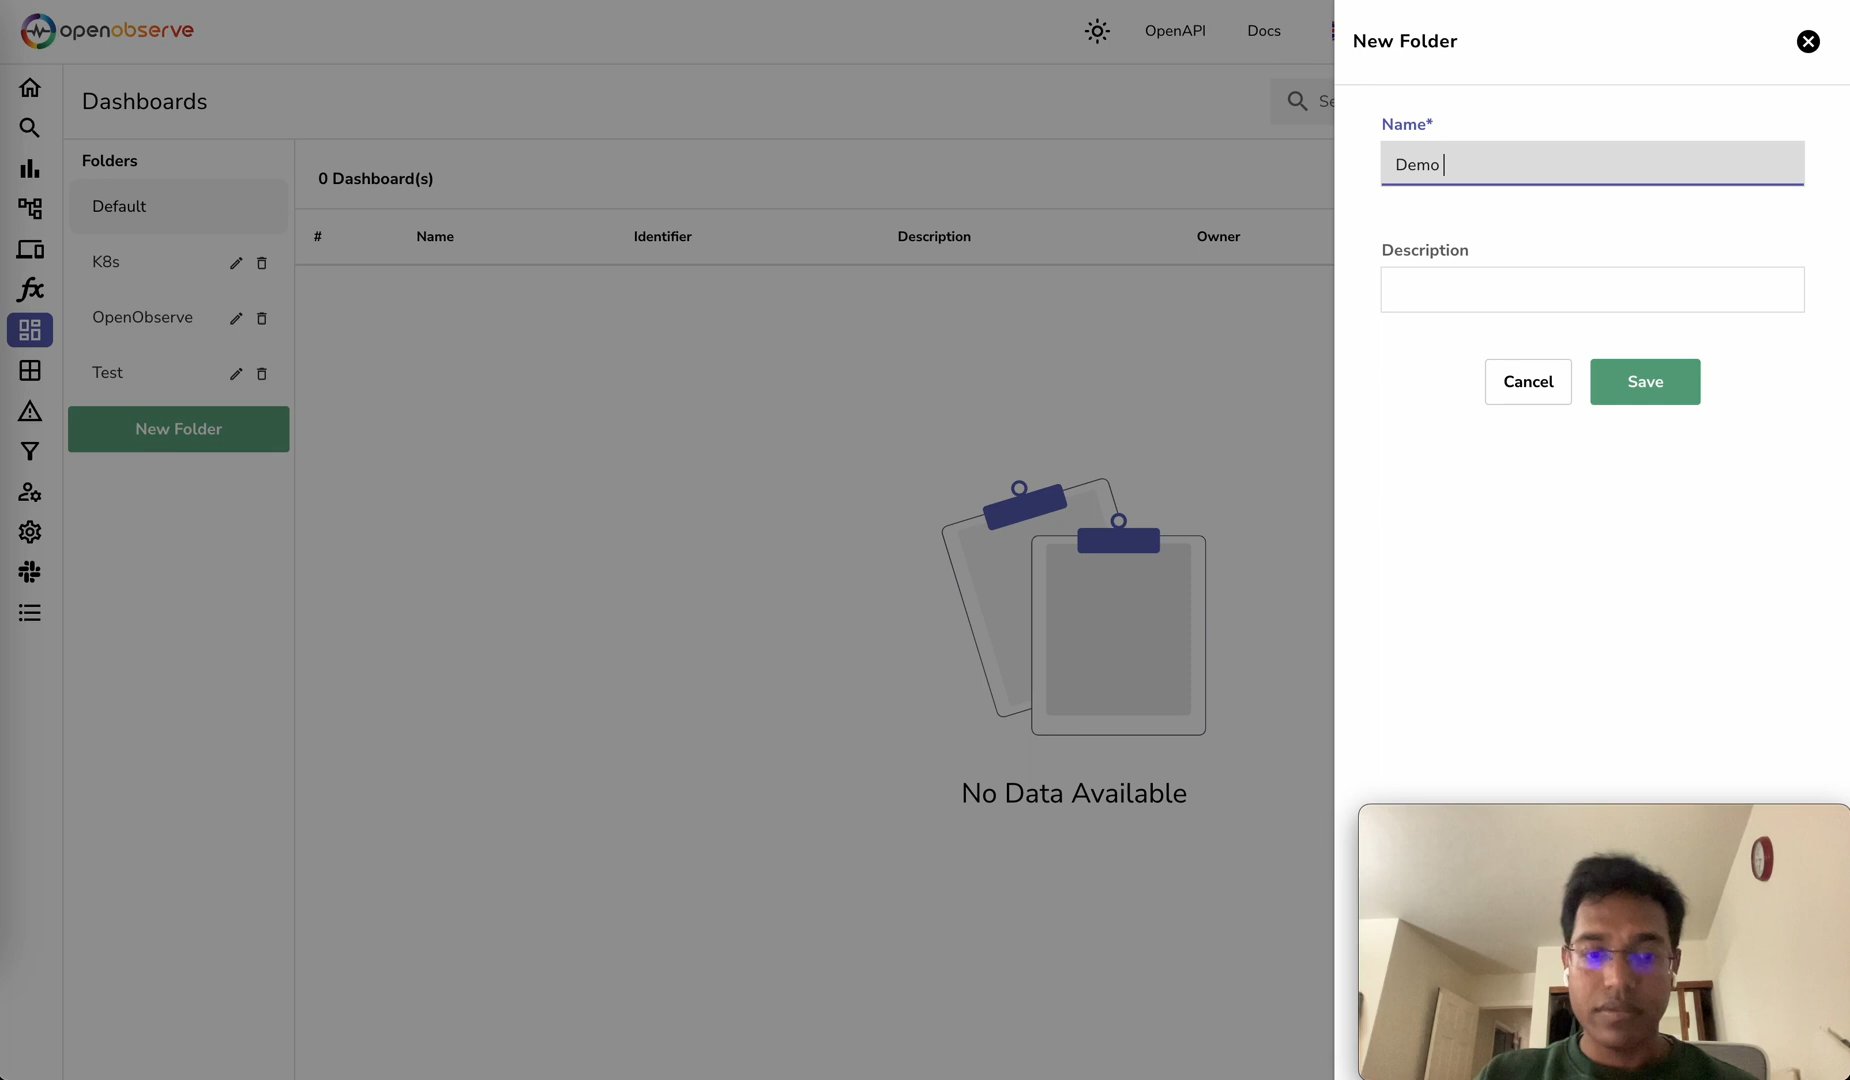 openobserve
OpenAPI
Docs
Dashboards
Folders
Default
K8s
OpenObserve
Test
New Folder
0 Dashboard(s)
# Name Identifier Description Owner
No Data Available
New Folder
Name*
Demo
Description
Cancel
Save